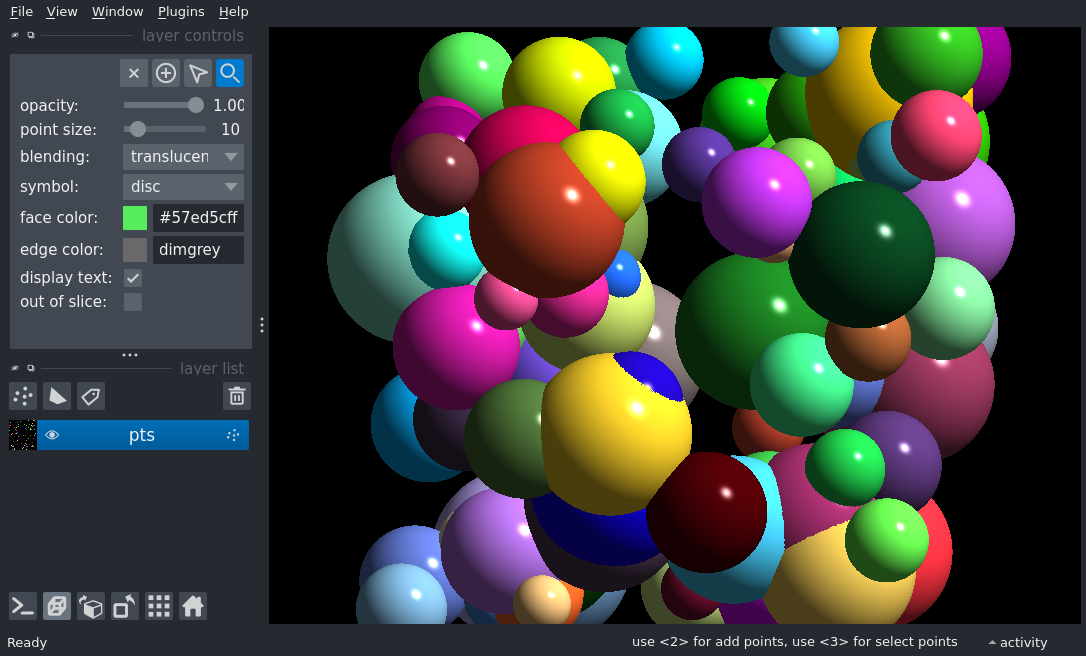 File View Window Plugins Help
layer controls
opacity: 1.00
point size: 10
blending: translucen
symbol: disc
face color: #57ed5cff
edge color: dimgrey
display text:
out of slice:
layer list
pts
Ready
use <2> for add points, use <3> for select points
activity